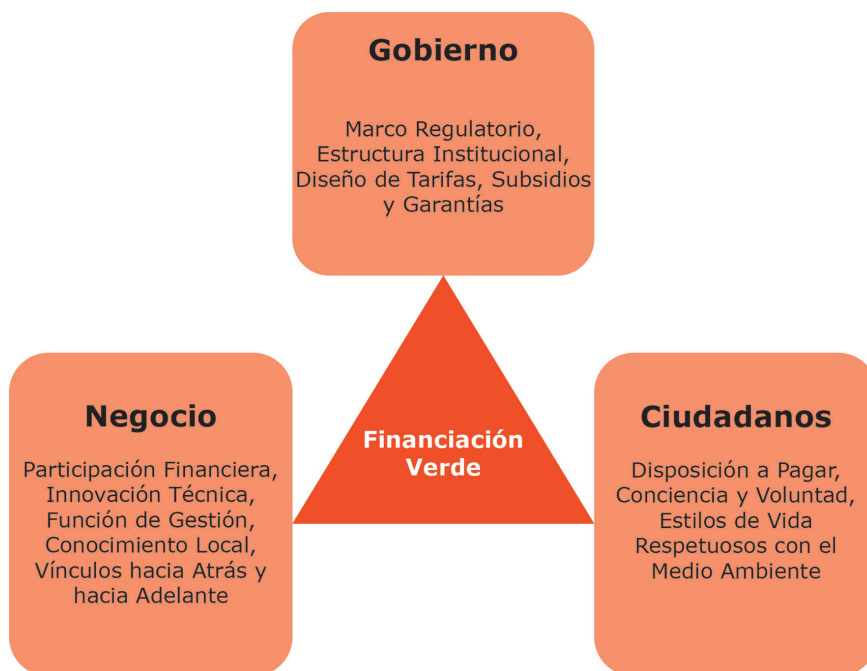 Gobierno
Marco Regulatorio,
Estructura Institucional,
Diseño de Tarifas, Subsidios
y Garantías
Negocio
Participación Financiera,
Innovación Técnica,
Función de Gestión,
Conocimiento Local,
Vínculos hacia Atrás y
hacia Adelante
Financiación
Verde
Ciudadanos
Disposición a Pagar,
Conciencia y Voluntad,
Estilos de Vida
Respetuosos con el
Medio Ambiente